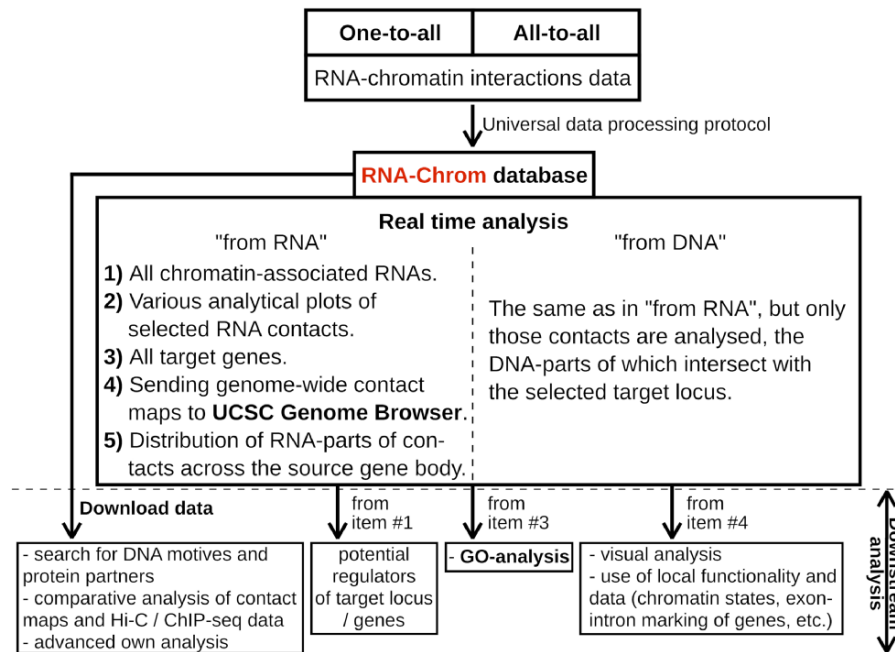 One-to-all All-to-all
RNA-chromatin interactions data
Universal data processing protocol
RNA-Chrom database
Real time analysis
"from RNA"
1) All chromatin-associated RNAs.
2) Various analytical plots of
selected RNA contacts.
3) All target genes.
4) Sending genome-wide contact
maps to UCSC Genome Browser.
5) Distribution of RNA-parts of con-
tacts across the source gene body.
"from DNA"
The same as in "from RNA", but only
those contacts are analysed, the
DNA-parts of which intersect with
the selected target locus.
Download data
- search for DNA motives and
protein partners
- comparative analysis of contact
maps and Hi-C / ChIP-seq data
- advanced own analysis
from
item #1
potential
regulators
of target locus
/ genes
from
item #3
- GO-analysis
from
item #4
- visual analysis
- use of local functionality and
data (chromatin states, exon-
intron marking of genes, etc.)
Downstream
analysis